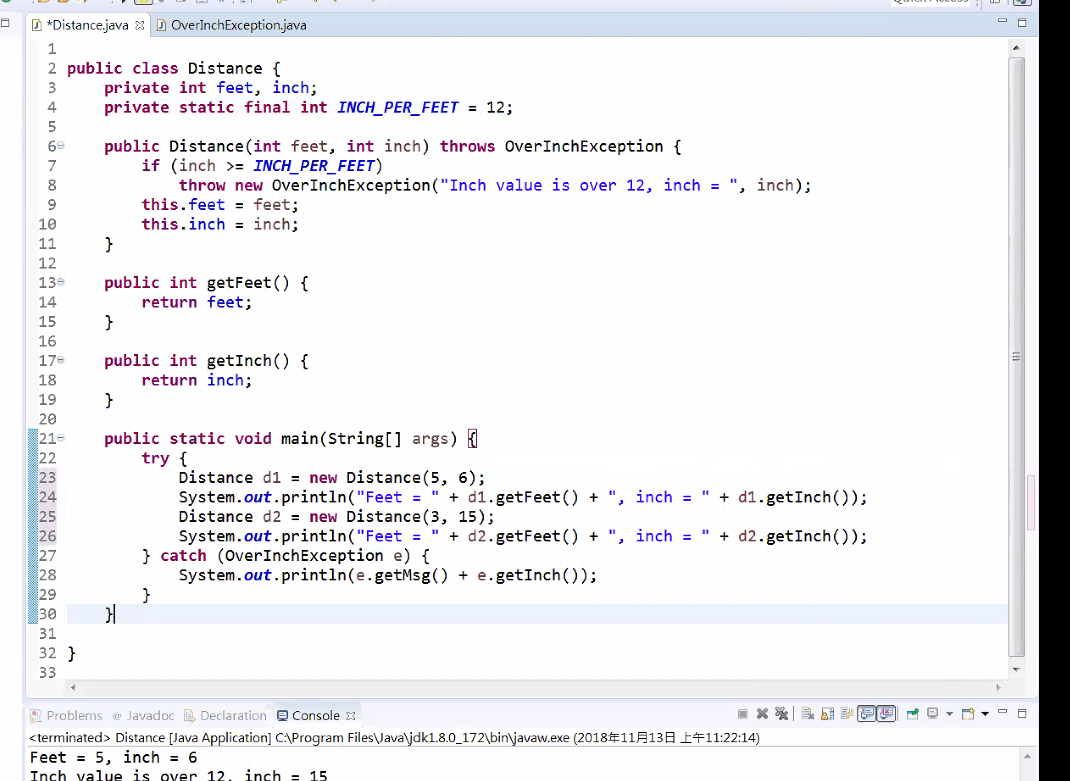 Quick Access
*Distance.java OverInchException.java
1
2 public class Distance {
3 private int feet, inch;
4 private static final int INCH_PER_FEET = 12;
5
6 public Distance(int feet, int inch) throws OverInchException {
7 if (inch >= INCH_PER_FEET)
8 throw new OverInchException("Inch value is over 12, inch = ", inch);
9 this.feet = feet;
10 this.inch = inch;
11 }
12
13 public int getFeet() {
14 return feet;
15 }
16
17 public int getInch() {
18 return inch;
19 }
20
21 public static void main(String[] args) {
22 try {
23 Distance d1 = new Distance(5, 6);
24 System.out.println("Feet = " + d1.getFeet() + ", inch = " + d1.getInch());
25 Distance d2 = new Distance(3, 15);
26 System.out.println("Feet = " + d2.getFeet() + ", inch = " + d2.getInch());
27 } catch (OverInchException e) {
28 System.out.println(e.getMsg() + e.getInch());
29 }
30 }
31
32 }
33
Problems @ Javadoc Declaration Console
<terminated> Distance [Java Application] C:\Program Files\Java\jdk1.8.0_172\bin\javaw.exe (2018年11月13日 上午11:22:14)
Feet = 5, inch = 6
Inch value is over 12, inch = 15